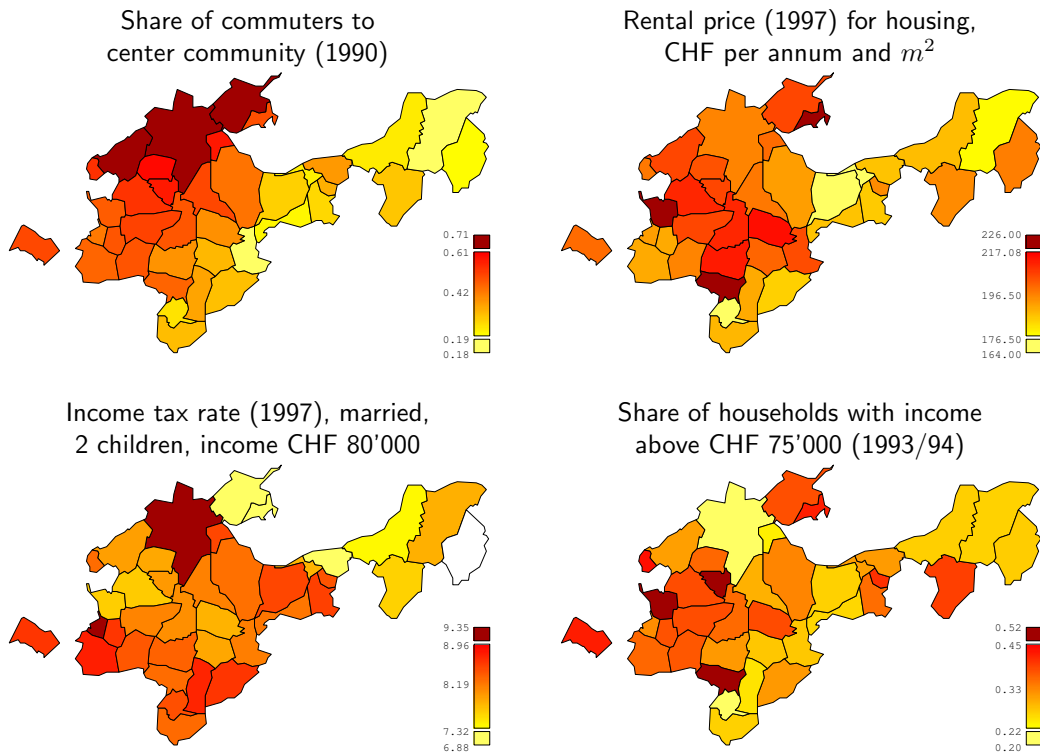 Share of commuters to
center community (1990)
0.71
0.61
0.42
0.19
0.18
Rental price (1997) for housing,
CHF per annum and m²
226.00
217.08
196.50
176.50
164.00
Income tax rate (1997), married,
2 children, income CHF 80'000
9.35
8.96
8.19
7.32
6.88
Share of households with income
above CHF 75'000 (1993/94)
0.52
0.45
0.33
0.22
0.20